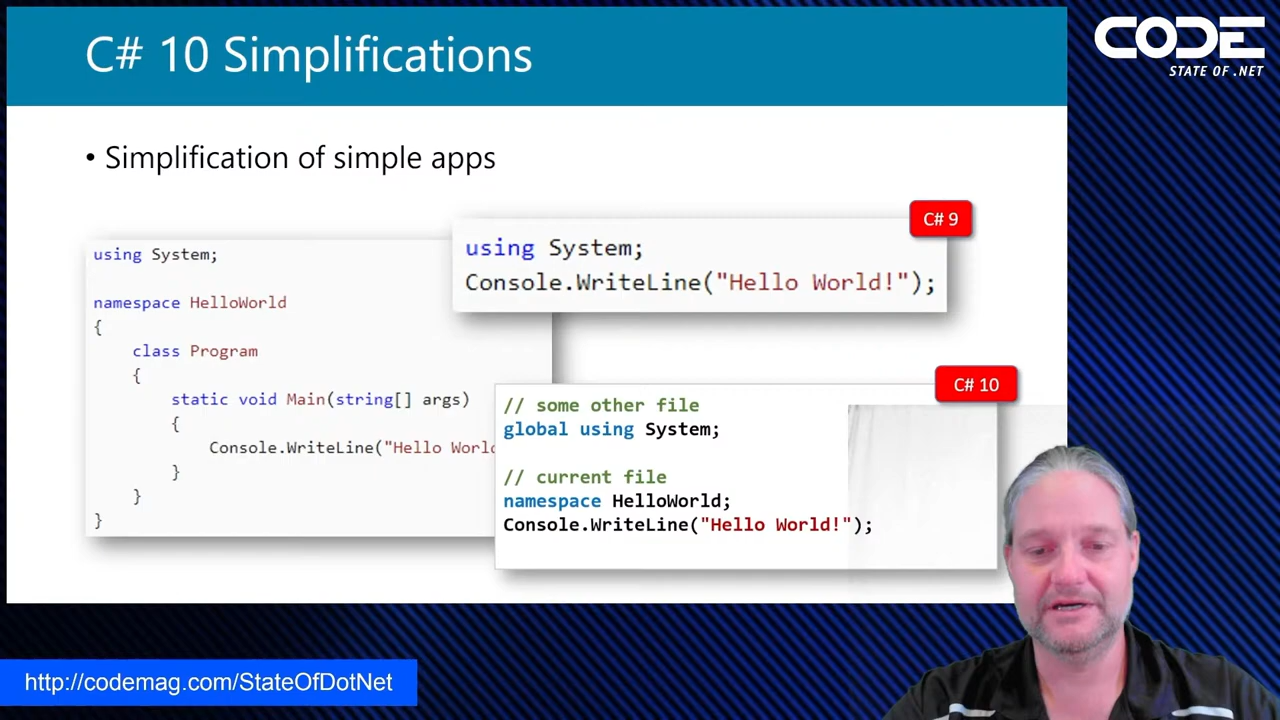 C# 10 Simplifications
CODE
STATE OF .NET
• Simplification of simple apps
using System;
namespace HelloWorld
{
class Program
{
static void Main(string[] args)
{
Console.WriteLine("Hello
}
}
}
C# 9
using System;
Console.WriteLine("Hello World!");
C# 10
// some other file
global using System;
// current file
namespace HelloWorld;
Console.WriteLine("Hello World!");
http://codemag.com/StateOfDotNet